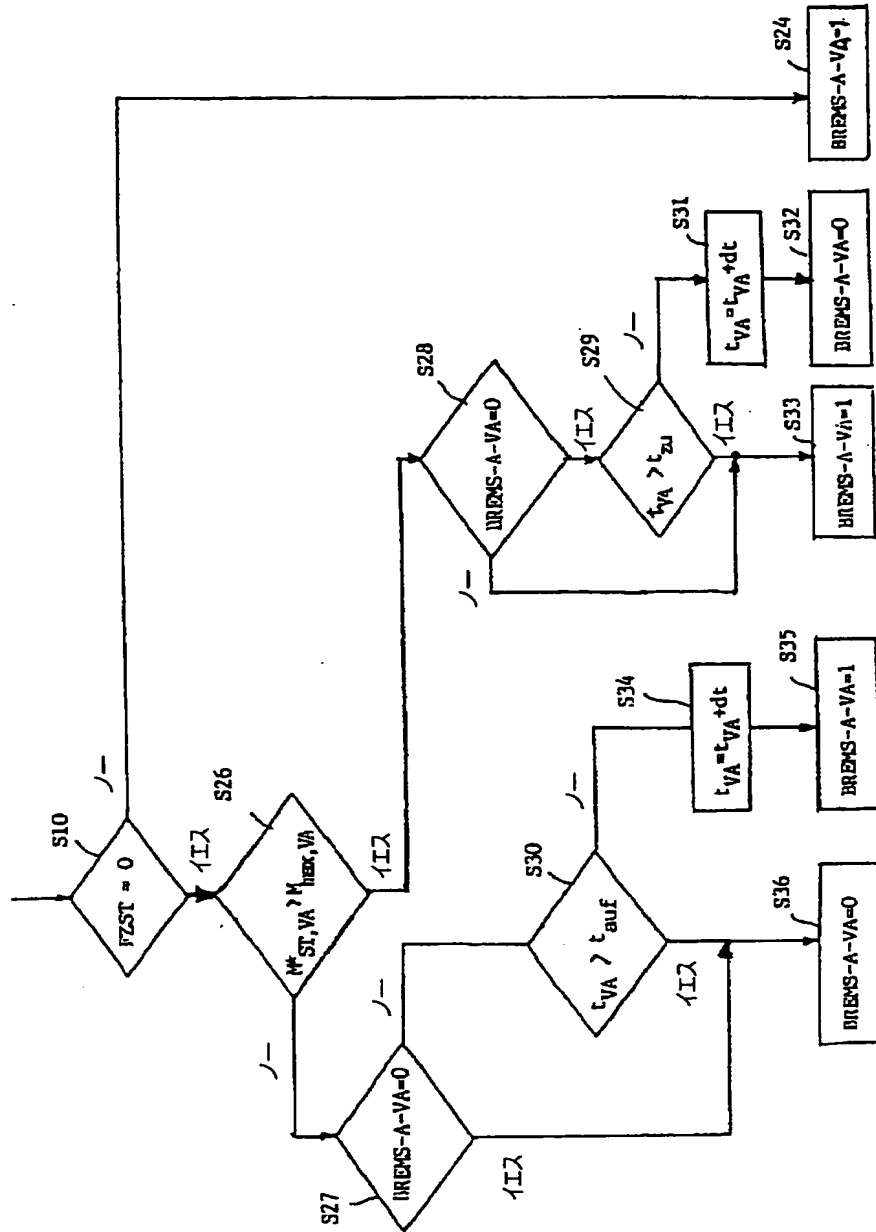 S10
FZST = 0
ノー
イエス
S26
M*ST,VA > Mmax,VA
ノー
イエス
S27
BREMS-A-VA=0
ノー
イエス
S28
BREMS-A-VA=0
ノー
イエス
S30
tVA > tauf
ノー
イエス
S29
tVA > tzu
ノー
イエス
S34
tVA=tVA+dt
S31
tVA=tVA+dt
S36
BREMS-A-VA=0
S35
BREMS-A-VA=1
S33
BREMS-A-VA=1
S32
BREMS-A-VA=0
S24
BREMS-A-VA=1